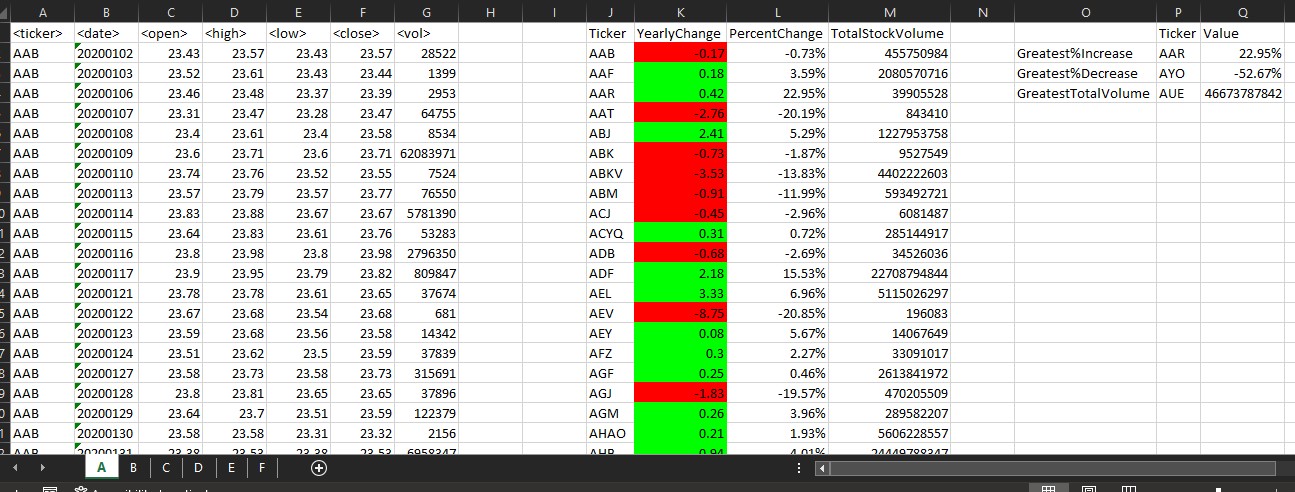 A B C D E F G H I J K L M N O P Q
<ticker> <date> <open> <high> <low> <close> <vol> Ticker YearlyChange PercentChange TotalStockVolume Ticker Value
AAB 20200102 23.43 23.57 23.43 23.57 28522 AAB -0.17 -0.73% 455750984 Greatest%Increase AAR 22.95%
AAB 20200103 23.52 23.61 23.43 23.44 1399 AAF 0.18 3.59% 2080570716 Greatest%Decrease AYO -52.67%
AAB 20200106 23.46 23.48 23.37 23.39 2953 AAR 0.42 22.95% 39905528 GreatestTotalVolume AUE 46673787842
AAB 20200107 23.31 23.47 23.28 23.47 64755 AAT -2.76 -20.19% 843410
AAB 20200108 23.4 23.61 23.4 23.58 8534 ABJ 2.41 5.29% 1227953758
AAB 20200109 23.6 23.71 23.6 23.71 62083971 ABK -0.73 -1.87% 9527549
AAB 20200110 23.74 23.76 23.52 23.55 7524 ABKV -3.53 -13.83% 4402222603
AAB 20200113 23.57 23.79 23.57 23.77 76550 ABM -0.91 -11.99% 593492721
AAB 20200114 23.83 23.88 23.67 23.67 5781390 ACJ -0.45 -2.96% 6081487
AAB 20200115 23.64 23.83 23.61 23.76 53283 ACYQ 0.31 0.72% 285144917
AAB 20200116 23.8 23.98 23.8 23.98 2796350 ADB -0.68 -2.69% 34526036
AAB 20200117 23.9 23.95 23.79 23.82 809847 ADF 2.18 15.53% 22708794844
AAB 20200121 23.78 23.78 23.61 23.65 37674 AEL 3.33 6.96% 5115026297
AAB 20200122 23.67 23.68 23.54 23.68 681 AEV -8.75 -20.85% 196083
AAB 20200123 23.59 23.68 23.56 23.58 14342 AEY 0.08 5.67% 14067649
AAB 20200124 23.51 23.62 23.5 23.59 37839 AFZ 0.3 2.27% 33091017
AAB 20200127 23.58 23.73 23.58 23.73 315691 AGF 0.25 0.46% 2613841972
AAB 20200128 23.8 23.81 23.65 23.65 37896 AGJ -1.83 -19.57% 470205509
AAB 20200129 23.64 23.7 23.51 23.59 122379 AGM 0.26 3.96% 289582207
AAB 20200130 23.58 23.58 23.31 23.32 2156 AHAO 0.21 1.93% 5606228557
A B C D E F